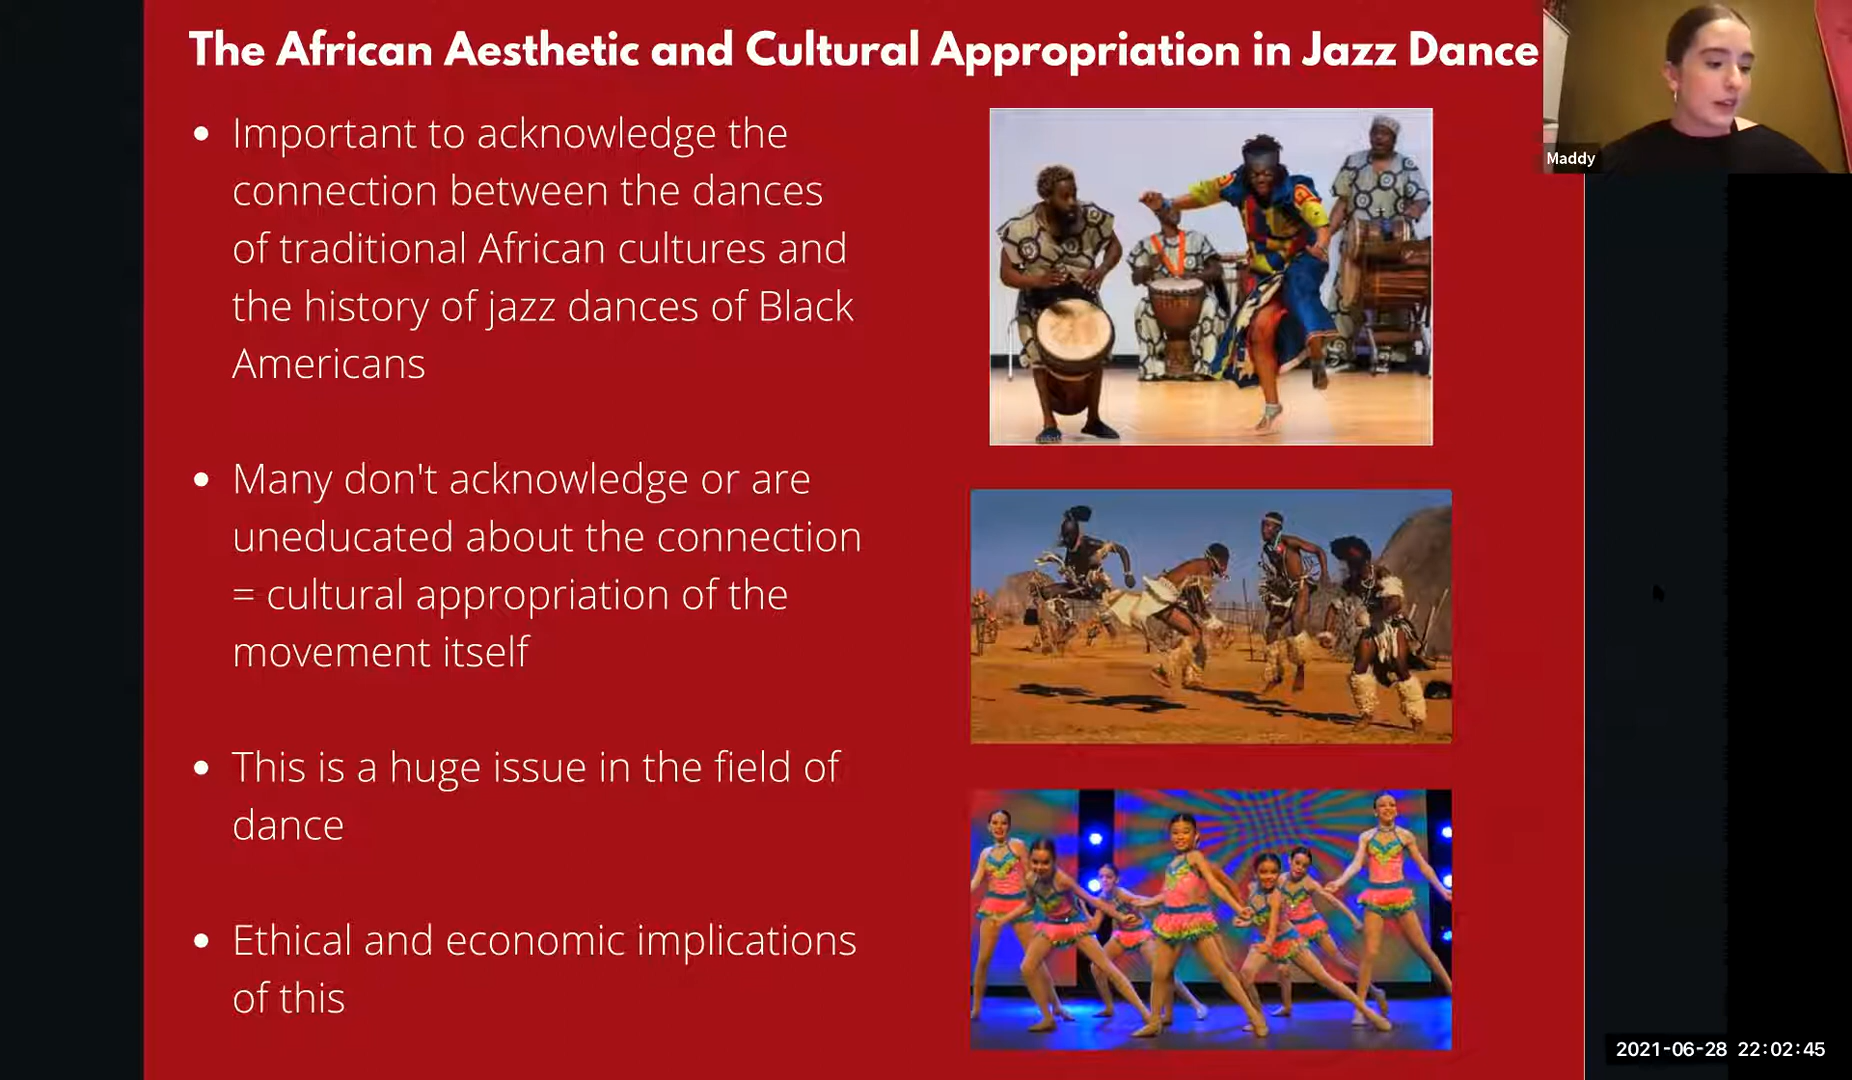 The African Aesthetic and Cultural Appropriation in Jazz Dance
Maddy
• Important to acknowledge the
connection between the dances
of traditional African cultures and
the history of jazz dances of Black
Americans
• Many don't acknowledge or are
uneducated about the connection
= cultural appropriation of the
movement itself
• This is a huge issue in the field of
dance
• Ethical and economic implications
of this
2021-06-28 22:02:45